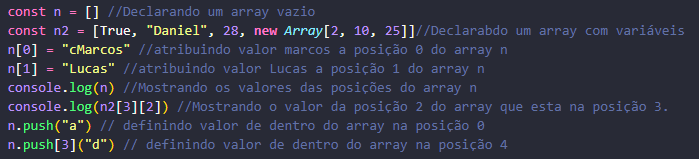 const n = [] //Declarando um array vazio
const n2 = [True, "Daniel", 28, new Array[2, 10, 25]]//Declarabdo um array com variáveis
n[0] = "cMarcos" //atribuindo valor marcos a posição 0 do array n
n[1] = "Lucas" //atribuindo valor Lucas a posição 1 do array n
console.log(n) //Mostrando os valores das posições do array n
console.log(n2[3][2]) //Mostrando o valor da posição 2 do array que esta na posição 3.
n.push("a") // definindo valor de dentro do array na posição 0
n.push[3]("d") // definindo valor de dentro do array na posição 4